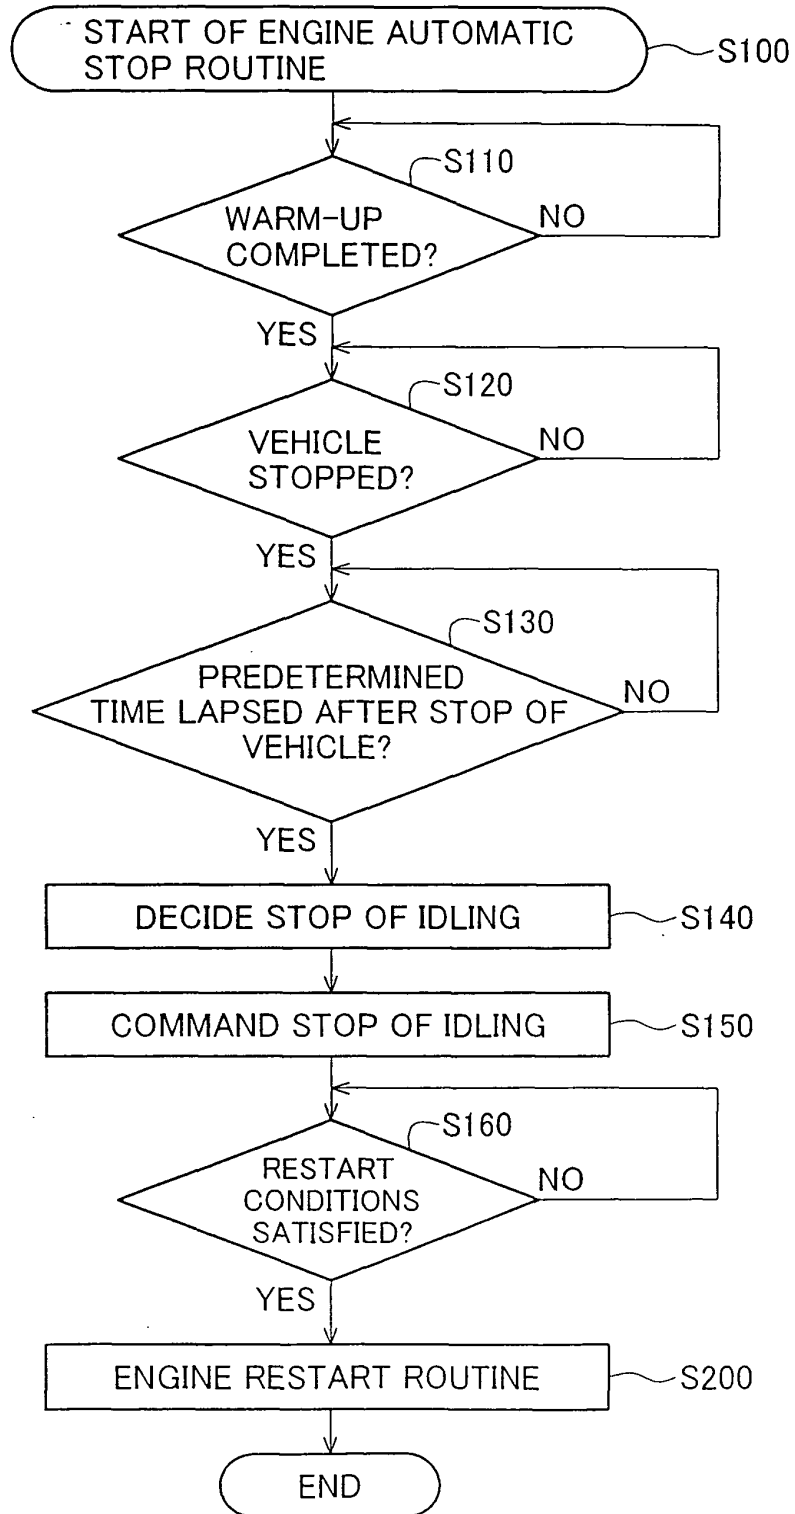 START OF ENGINE AUTOMATIC
STOP ROUTINE
S100
S110
WARM-UP
COMPLETED?
NO
YES
S120
VEHICLE
STOPPED?
NO
YES
S130
PREDETERMINED
TIME LAPSED AFTER STOP OF
VEHICLE?
NO
YES
DECIDE STOP OF IDLING
S140
COMMAND STOP OF IDLING
S150
S160
RESTART
CONDITIONS
SATISFIED?
NO
YES
ENGINE RESTART ROUTINE
S200
END